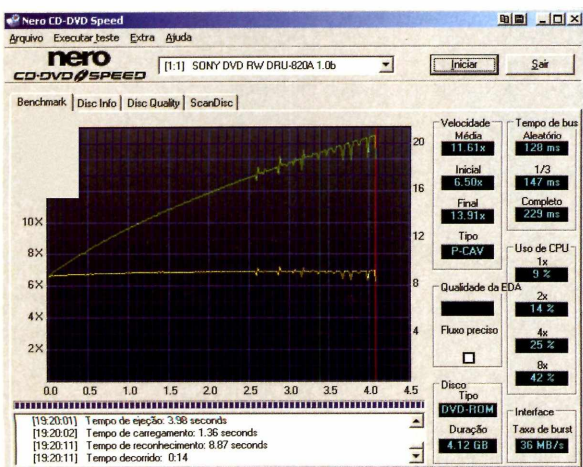 Nero CD-DVD Speed
Arquivo Executar teste Extra Ajuda
nero
CD·DVD SPEED
[1:1] SONY DVD RW DRU-820A 1.0b
Iniciar
Sair
Benchmark Disc Info Disc Quality ScanDisc
10X
8X
6X
4X
2X
20
16
12
8
4
0.0 0.5 1.0 1.5 2.0 2.5 3.0 3.5 4.0 4.5
Velocidade
Média
11.61x
Inicial
6.50x
Final
13.91x
Tipo
P-CAV
Tempo de bus
Aleatório
128 ms
1/3
147 ms
Completo
229 ms
Qualidade da EDA
Fluxo preciso
Uso de CPU
1x
9 %
2x
14 %
4x
25 %
8x
42 %
Disco
Tipo
DVD-ROM
Duração
4.12 GB
Interface
Taxa de burst
36 MB/s
[19:20:01] Tempo de ejeção: 3.98 seconds
[19:20:02] Tempo de carregamento: 1.36 seconds
[19:20:11] Tempo de reconhecimento: 8.87 seconds
[19:20:11] Tempo decorrido: 0:14